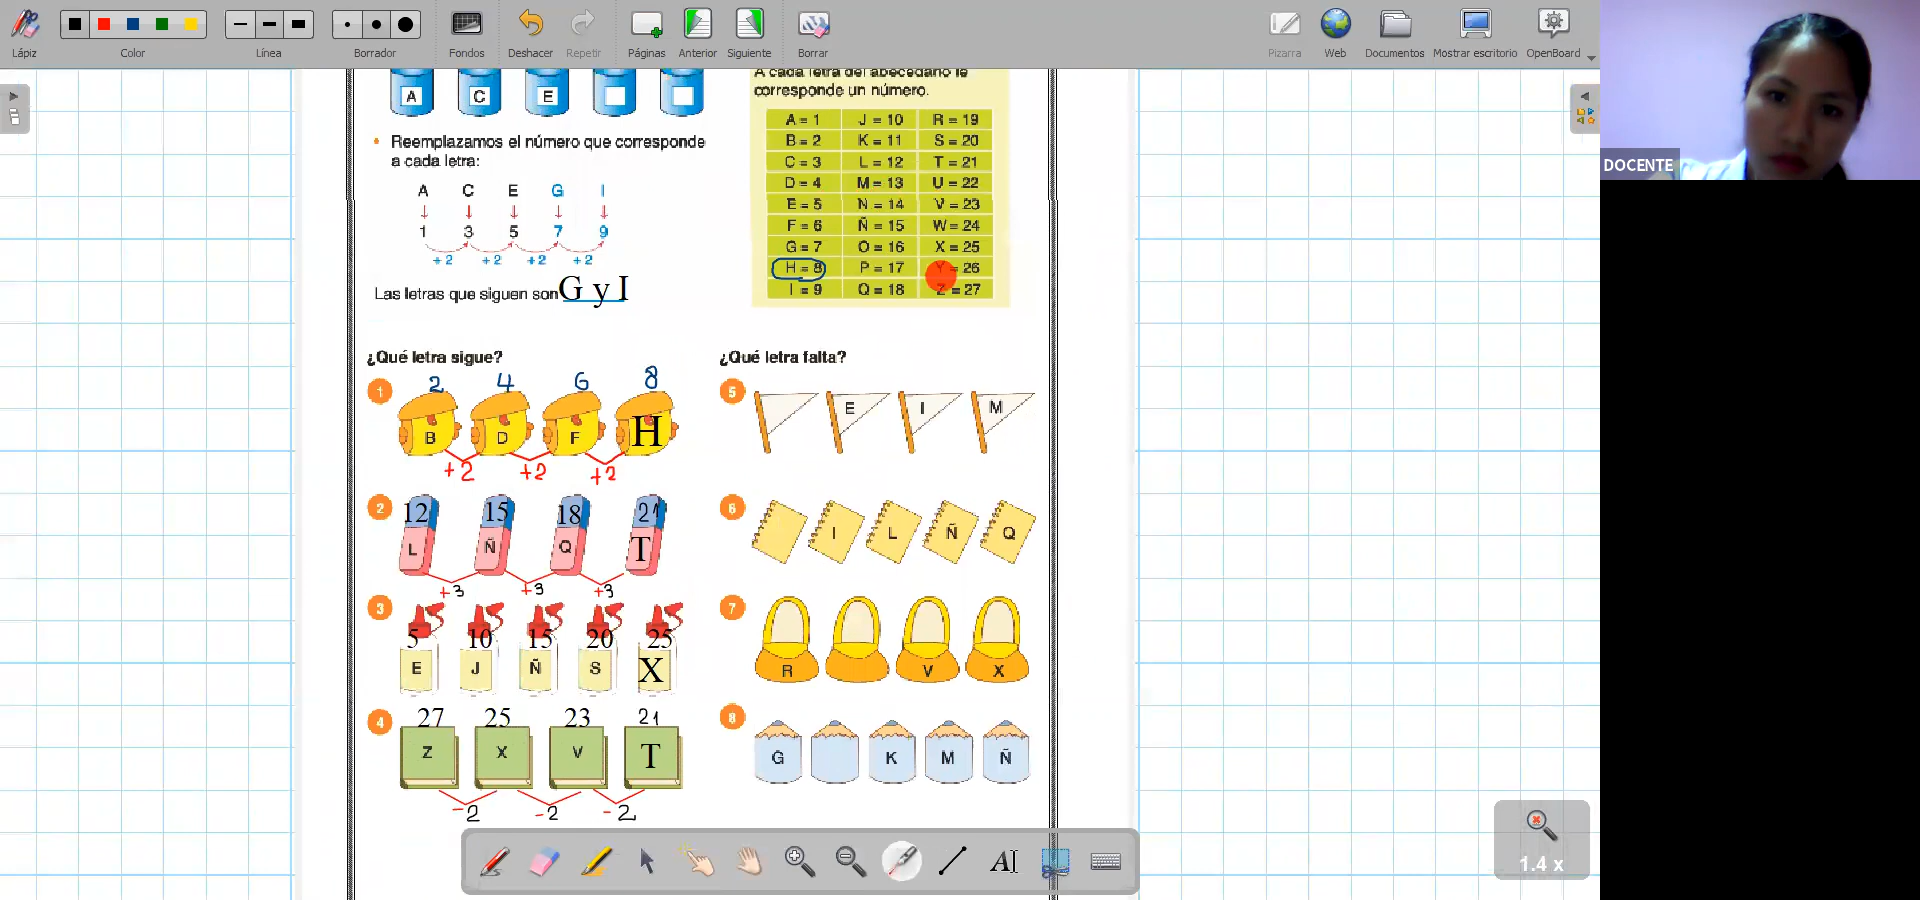 Lápiz
Color
Línea
Borrador
Fondos
Deshacer
Repetir
Páginas
Anterior
Siguiente
Borrar
Pizarra
Web
Documentos
Mostrar escritorio
OpenBoard
DOCENTE
A C E
• Reemplazamos el número que corresponde
a cada letra:
A C E G I
1 3 5 7 9
+2 +2 +2 +2
Las letras que siguen son G y I
A cada letra del abecedario le
corresponde un número.
A = 1 J = 10 R = 19
B = 2 K = 11 S = 20
C = 3 L = 12 T = 21
D = 4 M = 13 U = 22
E = 5 N = 14 V = 23
F = 6 Ñ = 15 W = 24
G = 7 O = 16 X = 25
H = 8 P = 17 Y = 26
I = 9 Q = 18 Z = 27
¿Qué letra sigue?
1
2 4 6 8
B D F H
+2 +2 +2
2
12 15 18 21
L Ñ Q T
+3 +3 +3
3
5 10 15 20 25
E J Ñ S X
4
27 25 23 21
Z X V T
-2 -2 -2
¿Qué letra falta?
5
E I M
6
I L Ñ Q
7
R V X
8
G K M Ñ
AI
1.4 x